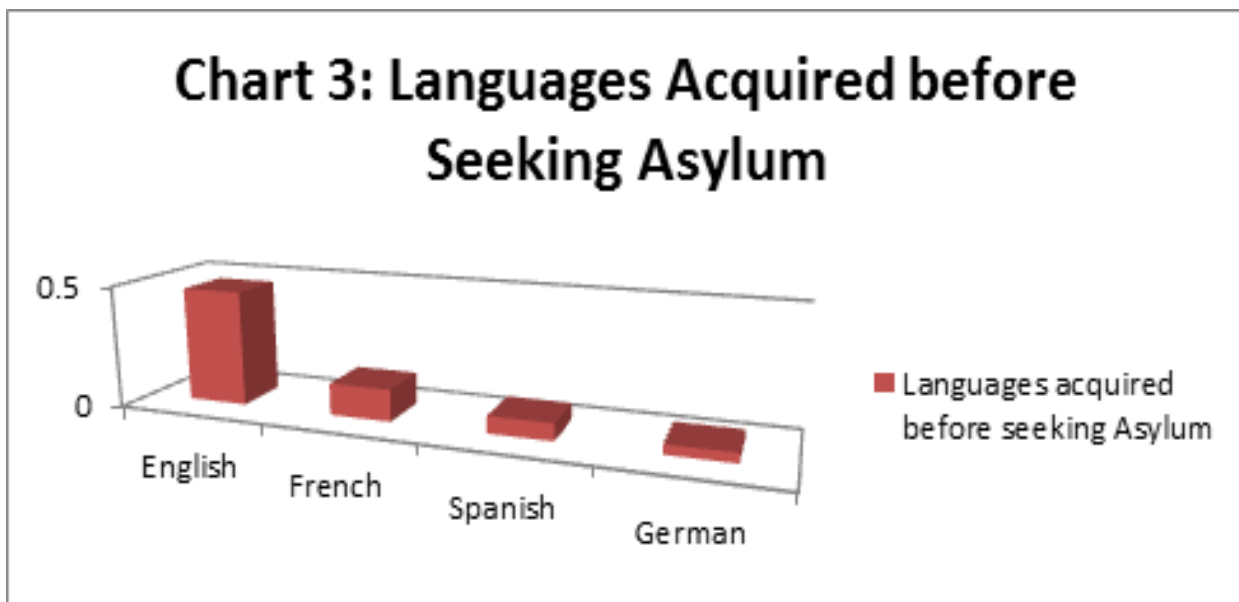 Chart 3: Languages Acquired before
Seeking Asylum
0.5
0
English
French
Spanish
German
Languages acquired
before seeking Asylum